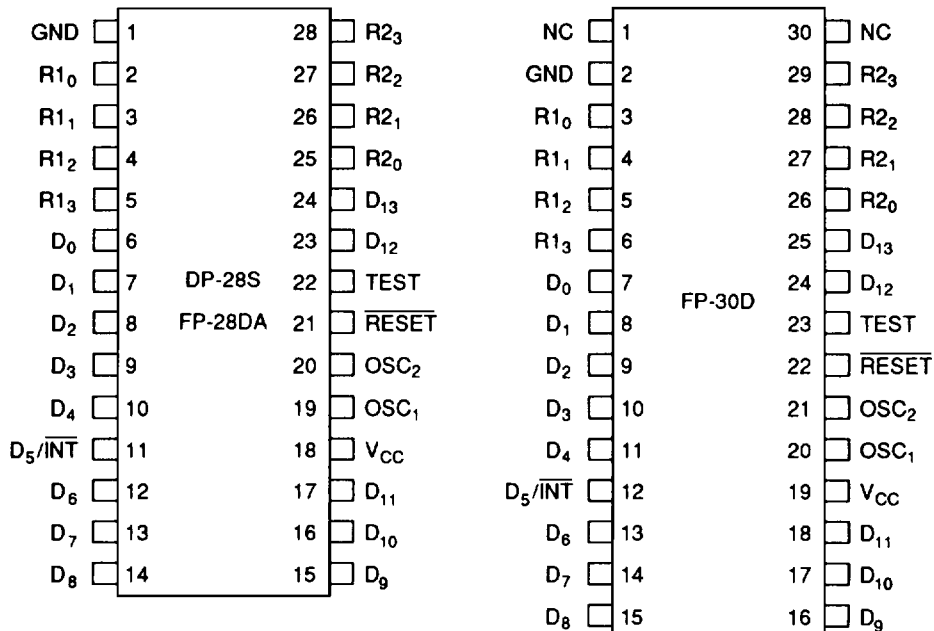 GND 1 28 R2₃
R1₀ 2 27 R2₂
R1₁ 3 26 R2₁
R1₂ 4 25 R2₀
R1₃ 5 24 D₁₃
D₀ 6 23 D₁₂
D₁ 7 DP-28S 22 TEST
D₂ 8 FP-28DA 21 R̅E̅S̅E̅T̅
D₃ 9 20 OSC₂
D₄ 10 19 OSC₁
D₅/I̅N̅T̅ 11 18 V_CC
D₆ 12 17 D₁₁
D₇ 13 16 D₁₀
D₈ 14 15 D₉
NC 1 30 NC
GND 2 29 R2₃
R1₀ 3 28 R2₂
R1₁ 4 27 R2₁
R1₂ 5 26 R2₀
R1₃ 6 25 D₁₃
D₀ 7 FP-30D 24 D₁₂
D₁ 8 23 TEST
D₂ 9 22 R̅E̅S̅E̅T̅
D₃ 10 21 OSC₂
D₄ 11 20 OSC₁
D₅/I̅N̅T̅ 12 19 V_CC
D₆ 13 18 D₁₁
D₇ 14 17 D₁₀
D₈ 15 16 D₉